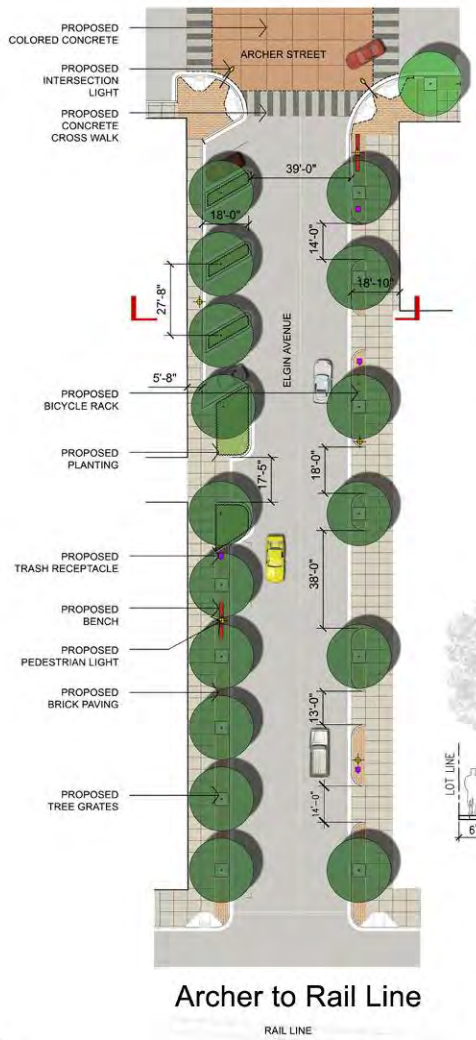 PROPOSED
COLORED CONCRETE
ARCHER STREET
PROPOSED
INTERSECTION
LIGHT
PROPOSED
CONCRETE
CROSS WALK
39'-0"
18'-0"
14'-0"
18'-10"
27'-8"
ELGIN AVENUE
5'-8"
PROPOSED
BICYCLE RACK
PROPOSED
PLANTING
18'-0"
17'-5"
PROPOSED
TRASH RECEPTACLE
38'-0"
PROPOSED
BENCH
PROPOSED
PEDESTRIAN LIGHT
PROPOSED
BRICK PAVING
13'-0"
LOT LINE
PROPOSED
TREE GRATES
14'-0"
Archer to Rail Line
RAIL LINE